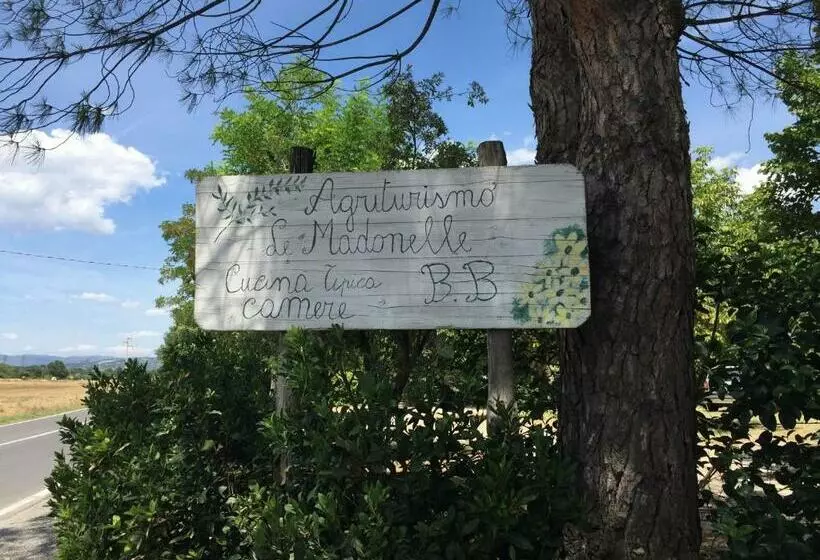 Agriturismo
Le Madonelle
Cucina Tipica B.B
camere